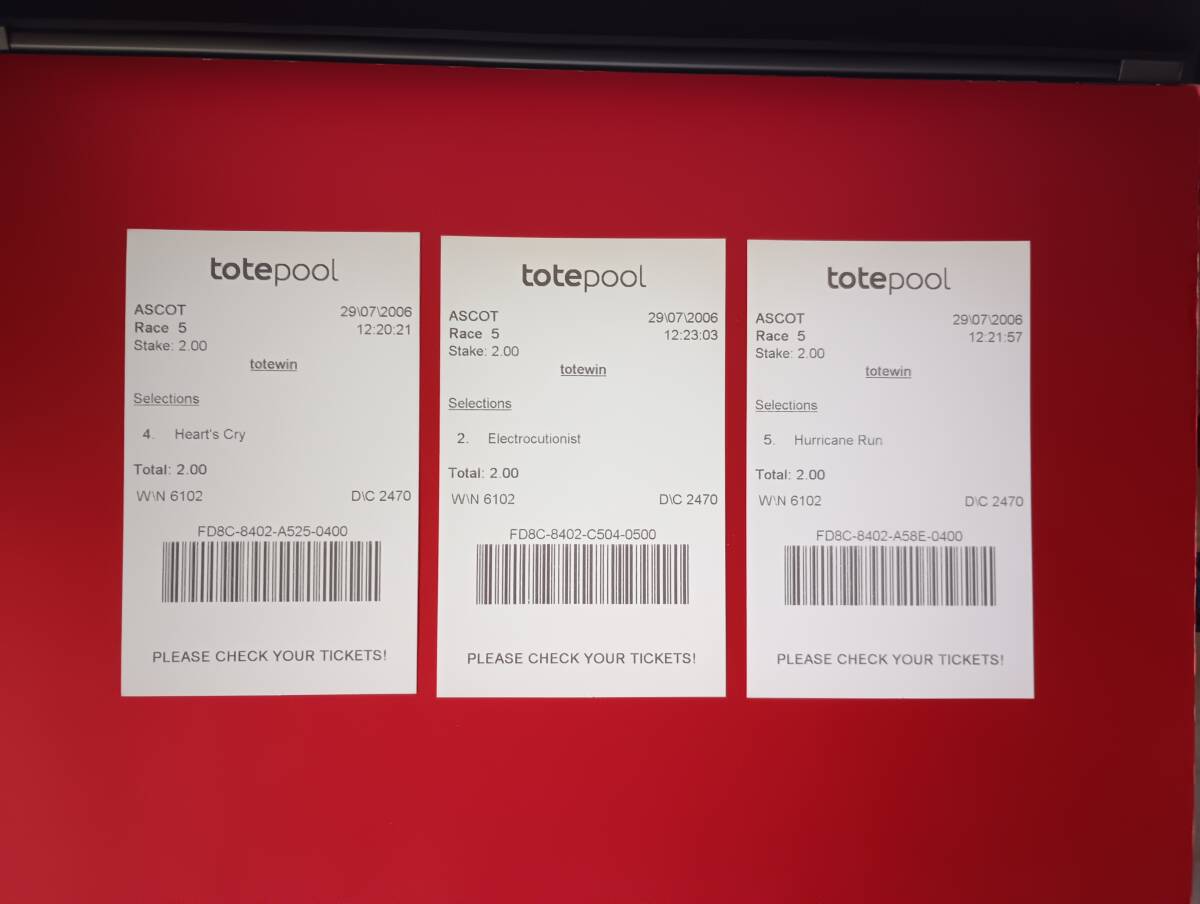 totepool
ASCOT 29\07\2006
Race 5 12:20:21
Stake: 2.00
totewin
Selections
4. Heart's Cry
Total: 2.00
W\N 6102 D\C 2470
FD8C-8402-A525-0400
PLEASE CHECK YOUR TICKETS!
totepool
ASCOT 29\07\2006
Race 5 12:23:03
Stake: 2.00
totewin
Selections
2. Electrocutionist
Total: 2.00
W\N 6102 D\C 2470
FD8C-8402-C504-0500
PLEASE CHECK YOUR TICKETS!
totepool
ASCOT 29\07\2006
Race 5 12:21:57
Stake: 2.00
totewin
Selections
5. Hurricane Run
Total: 2.00
W\N 6102 D\C 2470
FD8C-8402-A58E-0400
PLEASE CHECK YOUR TICKETS!